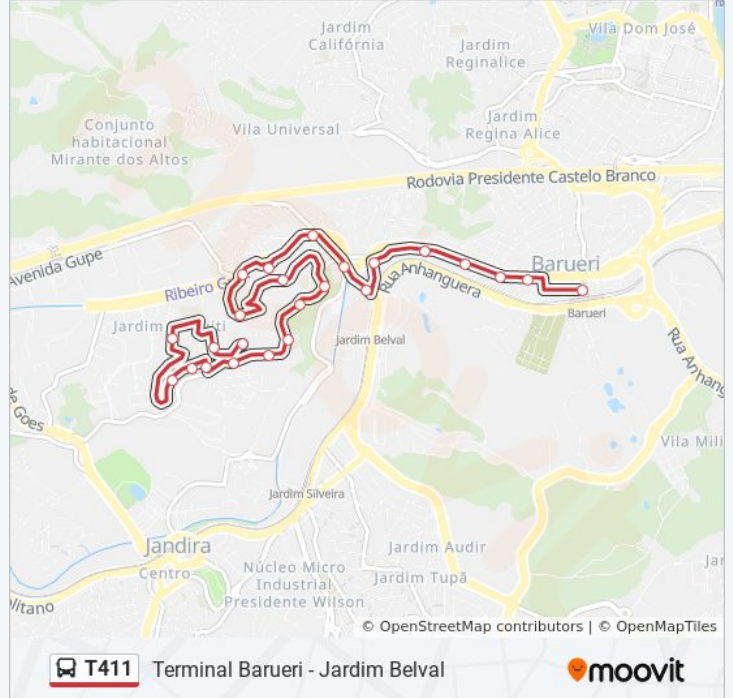 Jardim
Califórnia
Vila Dom José
Jardim
Reginalice
Conjunto
habitacional
Mirante dos Altos
Vila Universal
Jardim
Regina Alice
Rodovia Presidente Castelo Branco
Avenida Gupe
Barueri
Ribeiro G
Rua Anhanguera
Barueri
Jardim
iti
Jardim Belval
Rua Anhang
de Goes
Vila Mili
Jardim Silveira
Jandira
Centro
Jardim Audir
Jar
Núcleo Micro
Industrial
Presidente Wilson
Jardim Tupã
olitano
© OpenStreetMap contributors | © OpenMapTiles
T411 Terminal Barueri - Jardim Belval
moovit